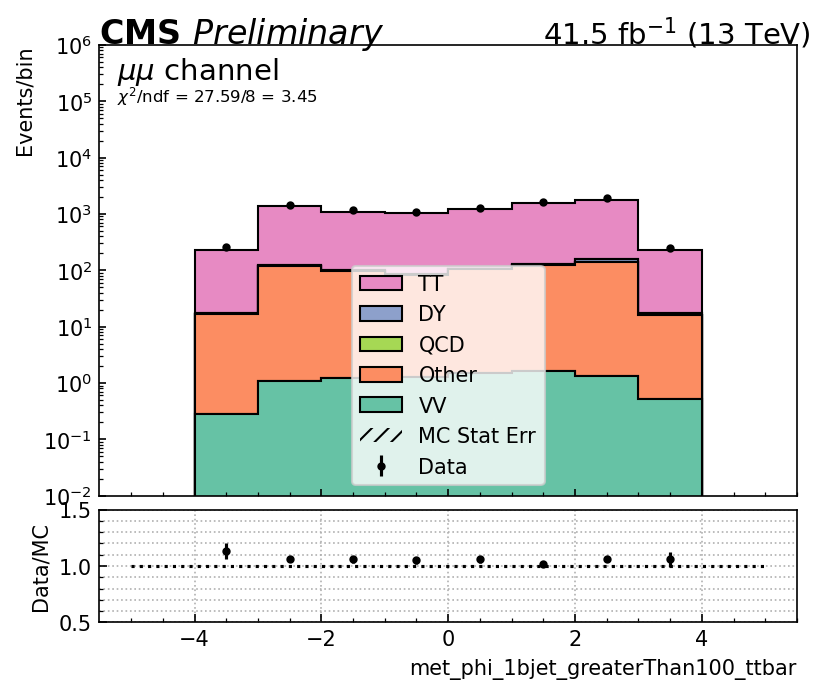 CMS Preliminary 41.5 fb⁻¹ (13 TeV)
Events/bin
μμ channel
χ²/ndf = 27.59/8 = 3.45
10⁶
10⁵
10⁴
10³
10²
10¹
10⁰
10⁻¹
10⁻²
TT
DY
QCD
Other
VV
MC Stat Err
Data
Data/MC
1.5
1.0
0.5
−4 −2 0 2 4
met_phi_1bjet_greaterThan100_ttbar